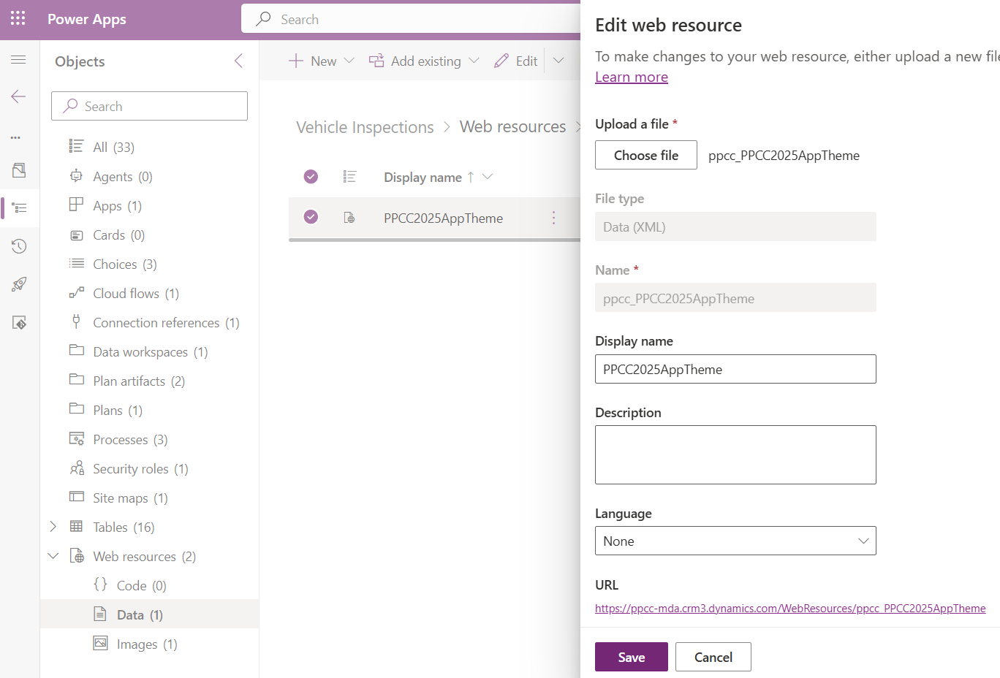 Power Apps
Search
Objects
Search
All (33)
Agents (0)
Apps (1)
Cards (0)
Choices (3)
Cloud flows (1)
Connection references (1)
Data workspaces (1)
Plan artifacts (2)
Plans (1)
Processes (3)
Security roles (1)
Site maps (1)
Tables (16)
Web resources (2)
Code (0)
Data (1)
Images (1)
New
Add existing
Edit
Vehicle Inspections > Web resources >
Display name ↑
PPCC2025AppTheme
Edit web resource
To make changes to your web resource, either upload a new file
Learn more
Upload a file *
Choose file ppcc_PPCC2025AppTheme
File type
Data (XML)
Name *
ppcc_PPCC2025AppTheme
Display name
PPCC2025AppTheme
Description
Language
None
URL
https://ppcc-mda.crm3.dynamics.com/WebResources/ppcc_PPCC2025AppTheme
Save
Cancel